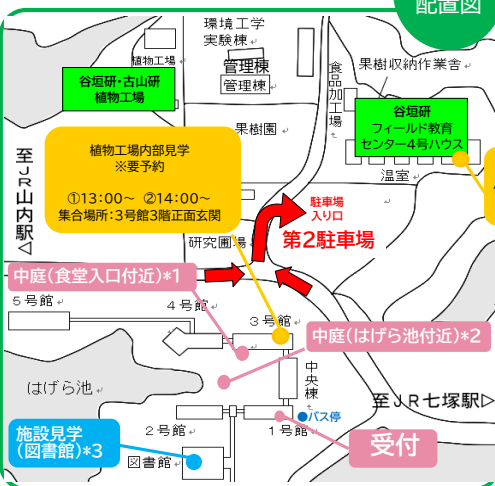 配置図
環境工学
実験棟
植物工場
管理棟
管理棟
食品加工場
果樹収納作業舎
谷垣研・古山研
植物工場
谷垣研
フィールド教育
センター4号ハウス
果樹園
温室
植物工場内部見学
※要予約
①13:00～ ②14:00～
集合場所:3号館3階正面玄関
至JR山内駅◁
駐車場
入り口
第2駐車場
研究圃場
中庭(食堂入口付近)*1
5号館
4号館
3号館
中庭(はげら池付近)*2
中央棟
はげら池
至JR七塚駅▷
●バス停
2号館
1号館
受付
施設見学
(図書館)*3
図書館